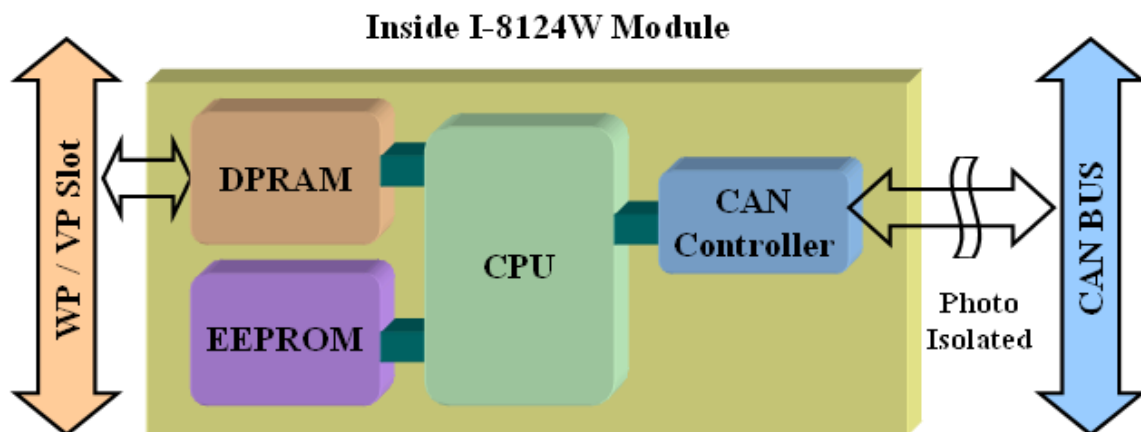 Inside I-8124W Module
WP / VP Slot
DPRAM
EEPROM
CPU
CAN
Controller
Photo
Isolated
CAN BUS